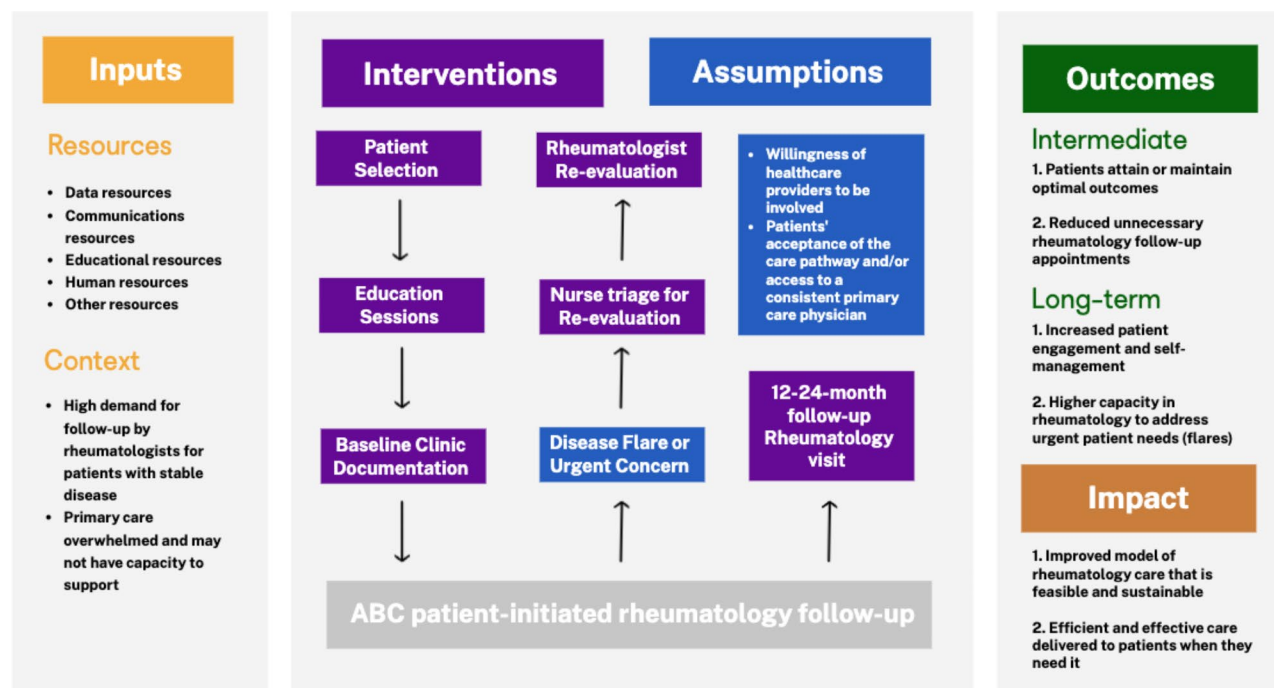 Inputs
Resources
• Data resources
• Communications
resources
• Educational resources
• Human resources
• Other resources
Context
• High demand for
follow-up by
rheumatologists for
patients with stable
disease
• Primary care
overwhelmed and may
not have capacity to
support
Interventions
Patient
Selection
Education
Sessions
Baseline Clinic
Documentation
Rheumatologist
Re-evaluation
Nurse triage for
Re-evaluation
Disease Flare or
Urgent Concern
Assumptions
• Willingness of
healthcare
providers to be
involved
• Patients'
acceptance of the
care pathway and/or
access to a
consistent primary
care physician
12-24-month
follow-up
Rheumatology
visit
ABC patient-initiated rheumatology follow-up
Outcomes
Intermediate
1. Patients attain or maintain
optimal outcomes
2. Reduced unnecessary
rheumatology follow-up
appointments
Long-term
1. Increased patient
engagement and self-
management
2. Higher capacity in
rheumatology to address
urgent patient needs (flares)
Impact
1. Improved model of
rheumatology care that is
feasible and sustainable
2. Efficient and effective care
delivered to patients when they
need it